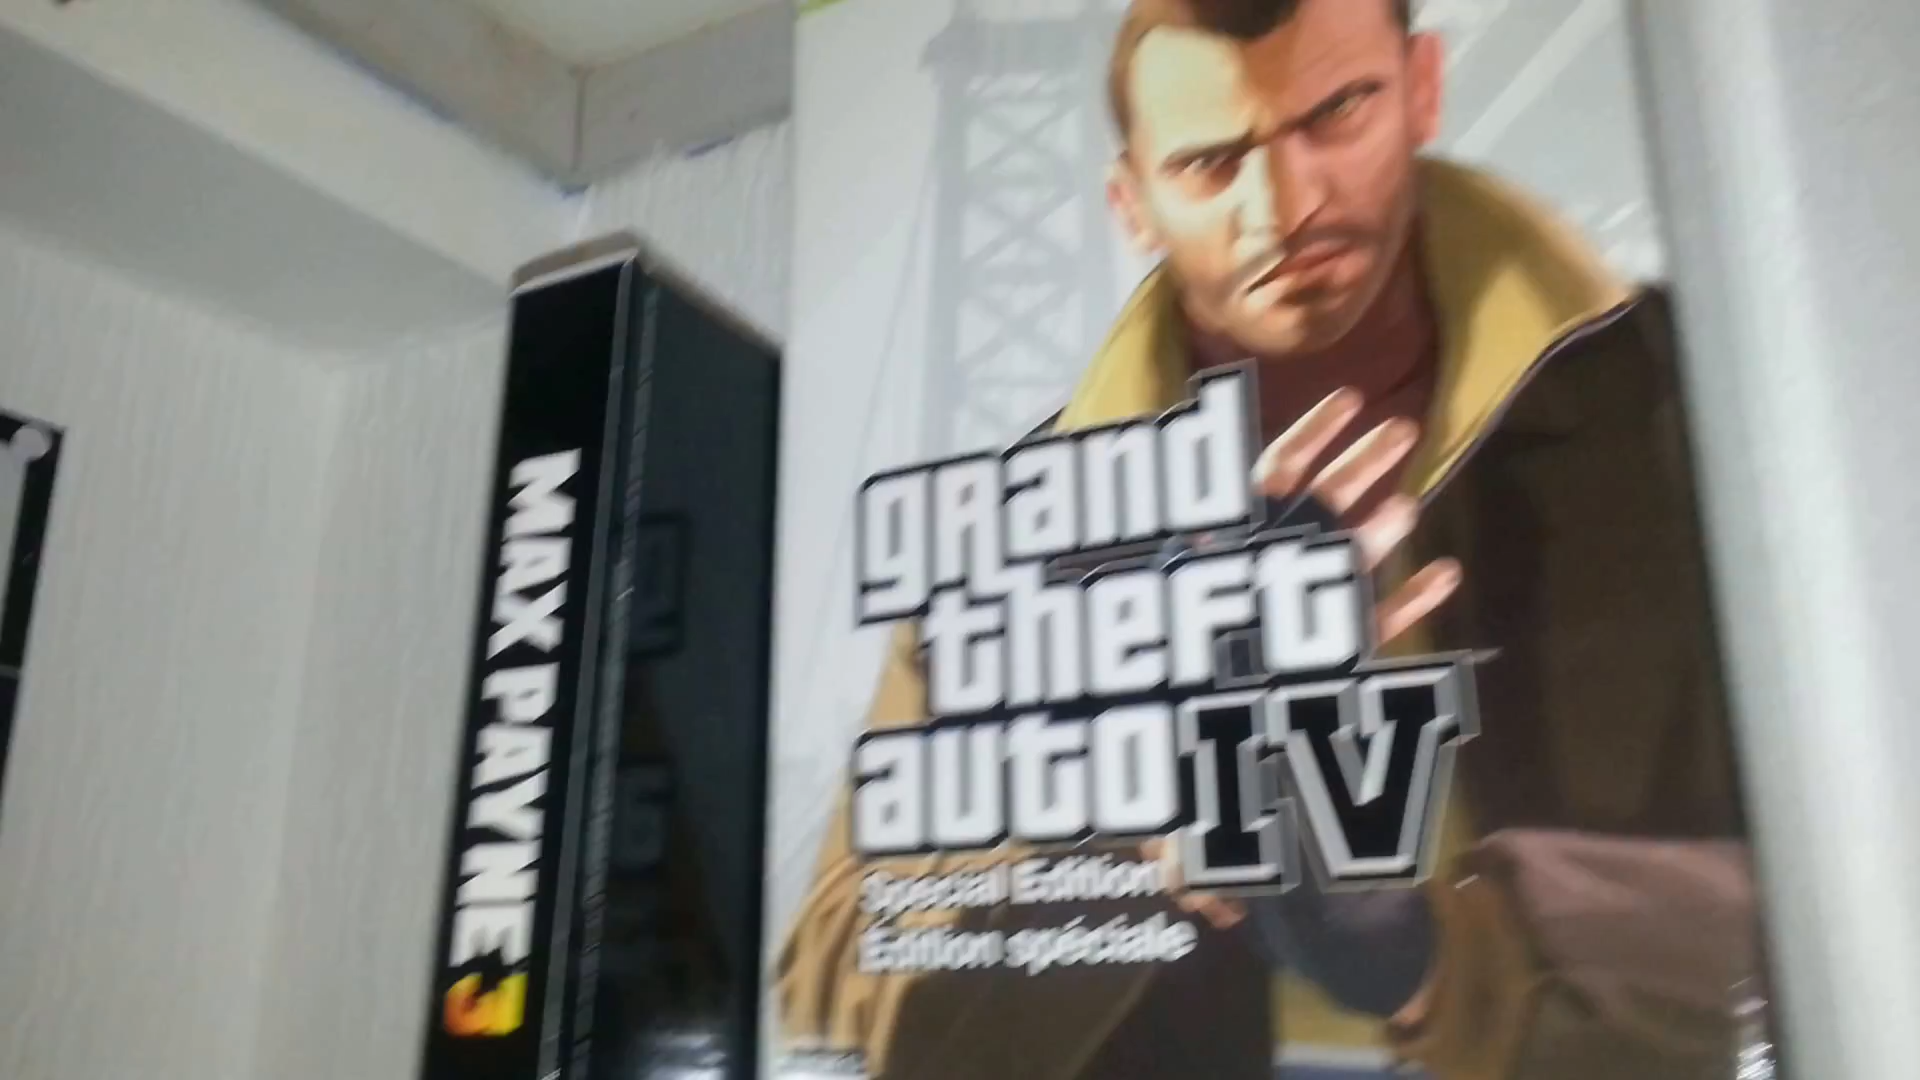 MAX PAYNE 3
grand
theft
auto IV
Special Edition
Édition spéciale